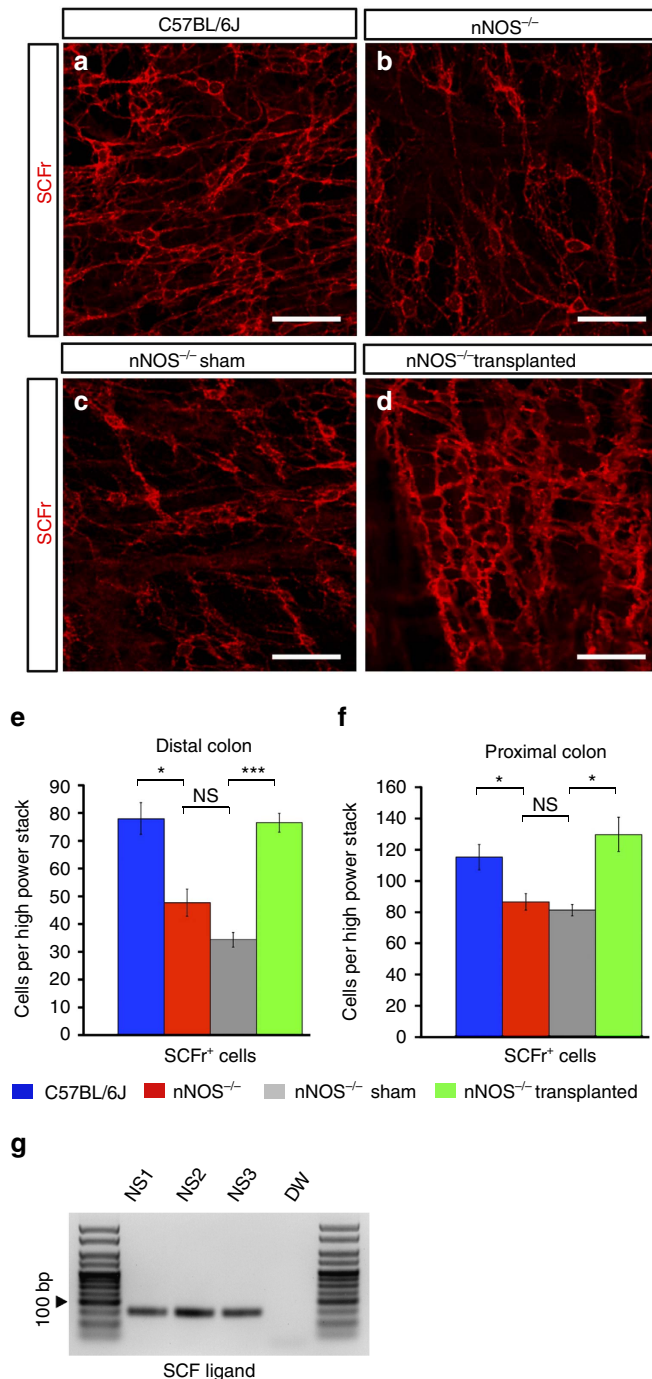 C57BL/6J
nNOS⁻/⁻
SCFr
a
b
nNOS⁻/⁻ sham
nNOS⁻/⁻ transplanted
SCFr
c
d
e
Distal colon
Cells per high power stack
90
80
70
60
50
40
30
20
10
0
*
NS
***
SCFr⁺ cells
f
Proximal colon
Cells per high power stack
160
140
120
100
80
60
40
20
0
*
NS
*
SCFr⁺ cells
C57BL/6J
nNOS⁻/⁻
nNOS⁻/⁻ sham
nNOS⁻/⁻ transplanted
g
NS1
NS2
NS3
DW
100 bp
SCF ligand